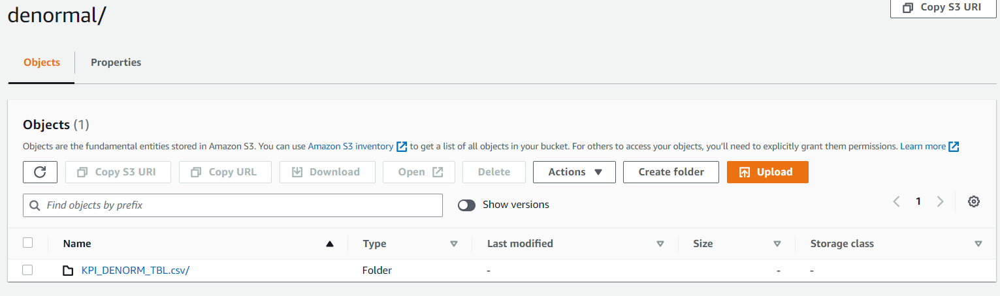 denormal/
Copy S3 URI
Objects
Properties
Objects (1)
Objects are the fundamental entities stored in Amazon S3. You can use Amazon S3 inventory to get a list of all objects in your bucket. For others to access your objects, you'll need to explicitly grant them permissions. Learn more
Copy S3 URI Copy URL Download Open Delete Actions Create folder Upload
Find objects by prefix Show versions 1
Name Type Last modified Size Storage class
KPI_DENORM_TBL.csv/ Folder - - -